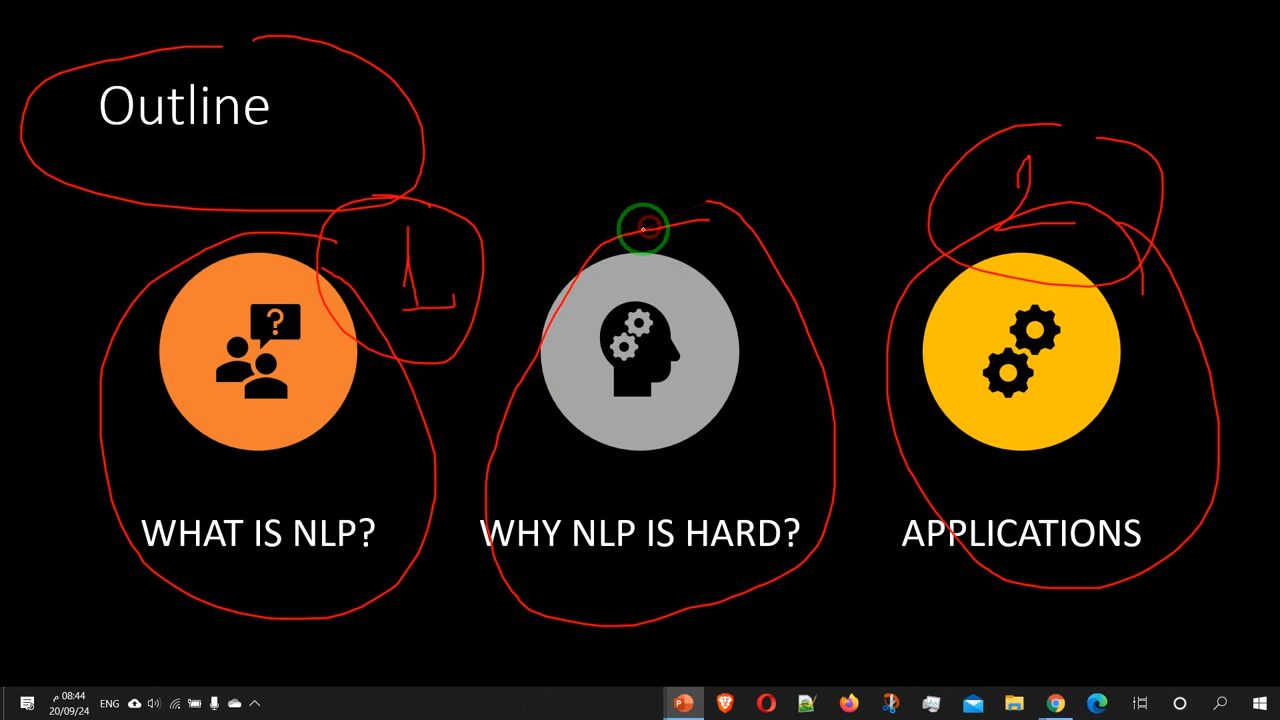 Outline
1
2
?
WHAT IS NLP?
WHY NLP IS HARD?
APPLICATIONS
08:44 م
ENG
20/09/24